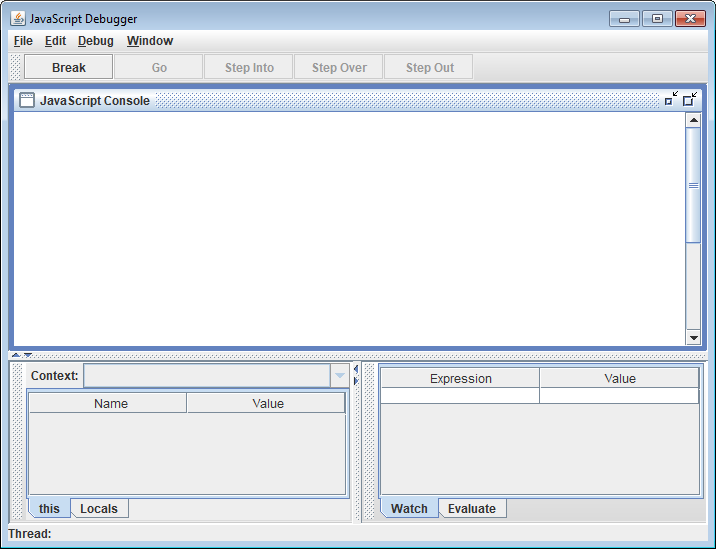 JavaScript Debugger
File Edit Debug Window
Break Go Step Into Step Over Step Out
JavaScript Console
Context:
Name Value
this Locals
Expression Value
Watch Evaluate
Thread: